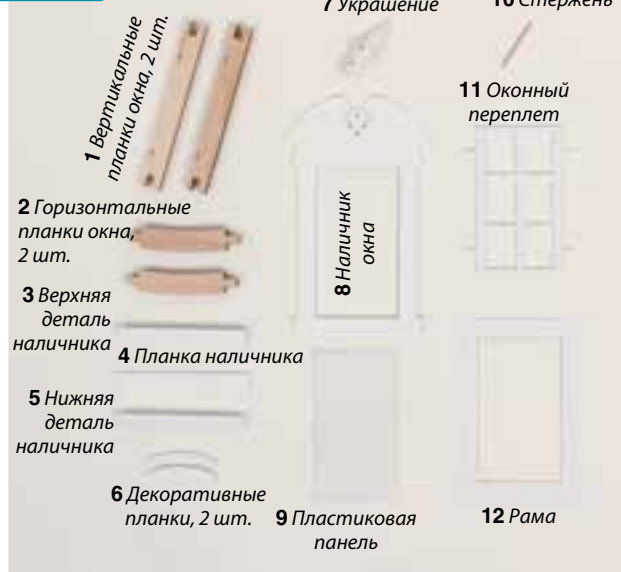 1 Вертикальные
планки окна, 2 шт.
2 Горизонтальные
планки окна,
2 шт.
3 Верхняя
деталь
наличника
4 Планка наличника
5 Нижняя
деталь
наличника
6 Декоративные
планки, 2 шт.
7 Украшение
8 Наличник
окна
9 Пластиковая
панель
10 Стержень
11 Оконный
переплет
12 Рама